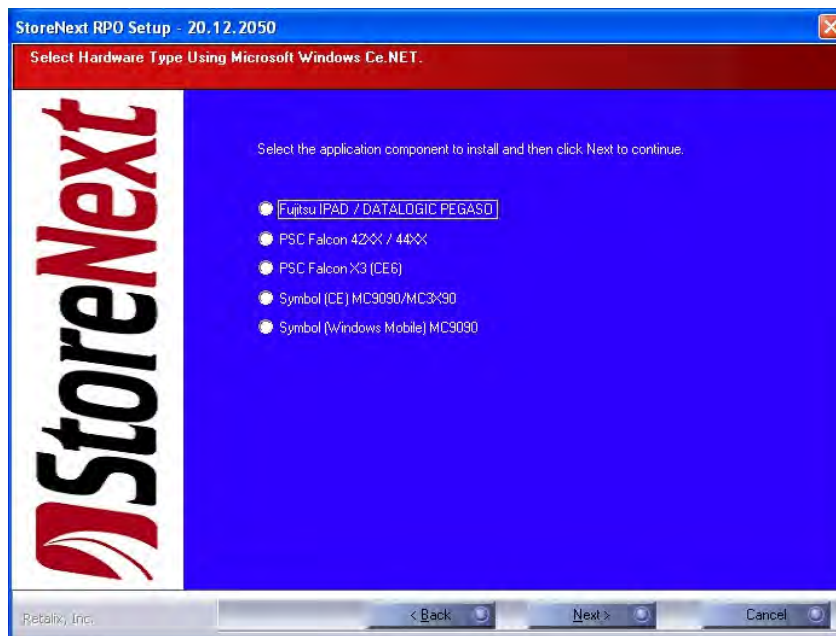 StoreNext RPO Setup - 20.12.2050
Select Hardware Type Using Microsoft Windows Ce.NET.
StoreNext
Select the application component to install and then click Next to continue.
Fujitsu IPAD / DATALOGIC PEGASO
PSC Falcon 42XX / 44XX
PSC Falcon X3 (CE6)
Symbol (CE) MC9090/MC3X90
Symbol (Windows Mobile) MC9090
Retalix, Inc.
< Back
Next >
Cancel